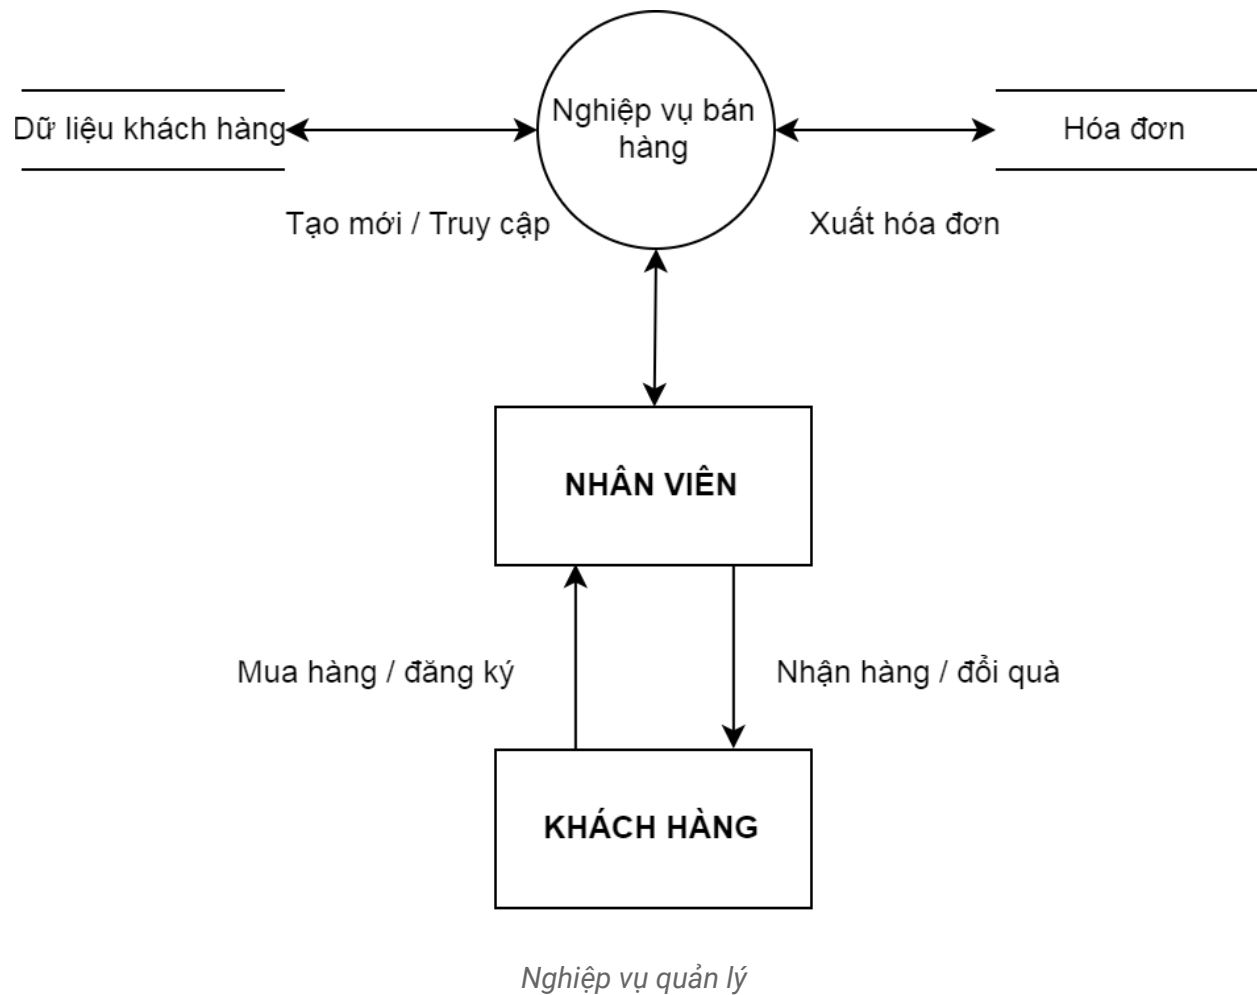 Dữ liệu khách hàng
Nghiệp vụ bán
hàng
Hóa đơn
Tạo mới / Truy cập
Xuất hóa đơn
NHÂN VIÊN
Mua hàng / đăng ký
Nhận hàng / đổi quà
KHÁCH HÀNG
Nghiệp vụ quản lý